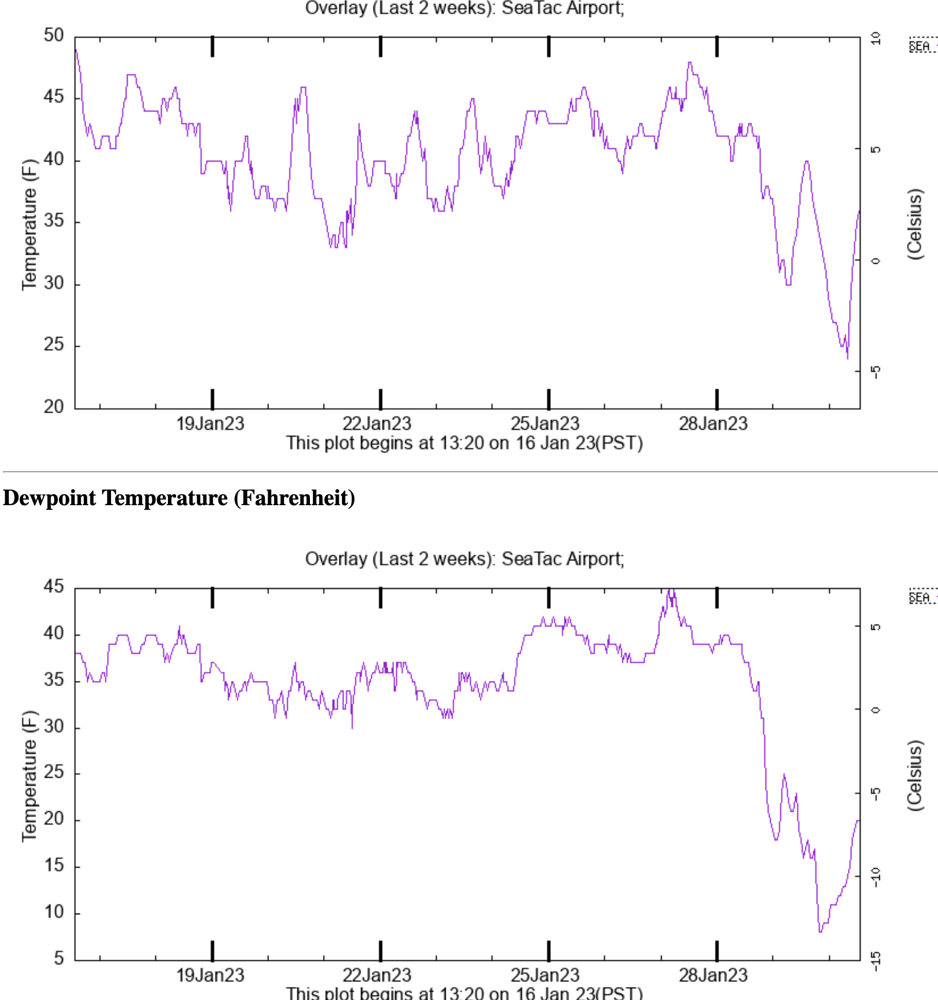 Overlay (Last 2 weeks): SeaTac Airport;
50
45
40
35
30
25
20
Temperature (F)
10
5
0
-5
(Celsius)
SEA
19Jan23 22Jan23 25Jan23 28Jan23
This plot begins at 13:20 on 16 Jan 23(PST)
Dewpoint Temperature (Fahrenheit)
Overlay (Last 2 weeks): SeaTac Airport;
45
40
35
30
25
20
15
10
5
Temperature (F)
5
0
-5
-10
-15
(Celsius)
SEA
19Jan23 22Jan23 25Jan23 28Jan23
This plot begins at 13:20 on 16 Jan 23(PST)